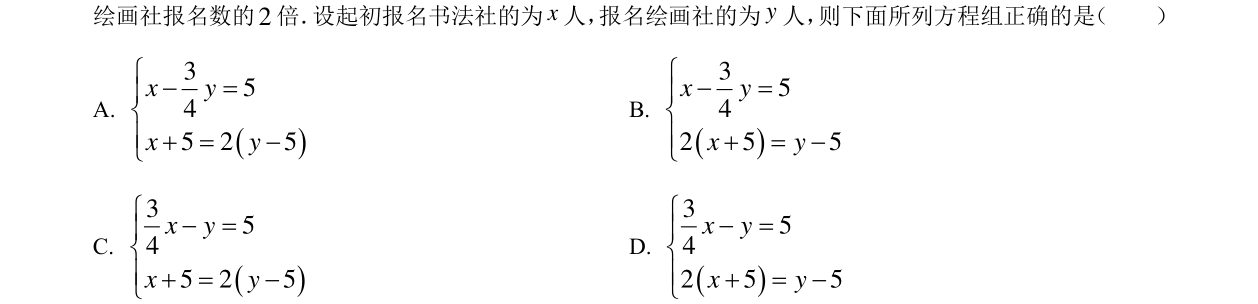 绘画社报名数的 2 倍. 设起初报名书法社的为 x 人, 报名绘画社的为 y 人, 则下面所列方程组正确的是(  )
A. { x − 3/4 y = 5
x + 5 = 2(y − 5)
B. { x − 3/4 y = 5
2(x + 5) = y − 5
C. { 3/4 x − y = 5
x + 5 = 2(y − 5)
D. { 3/4 x − y = 5
2(x + 5) = y − 5